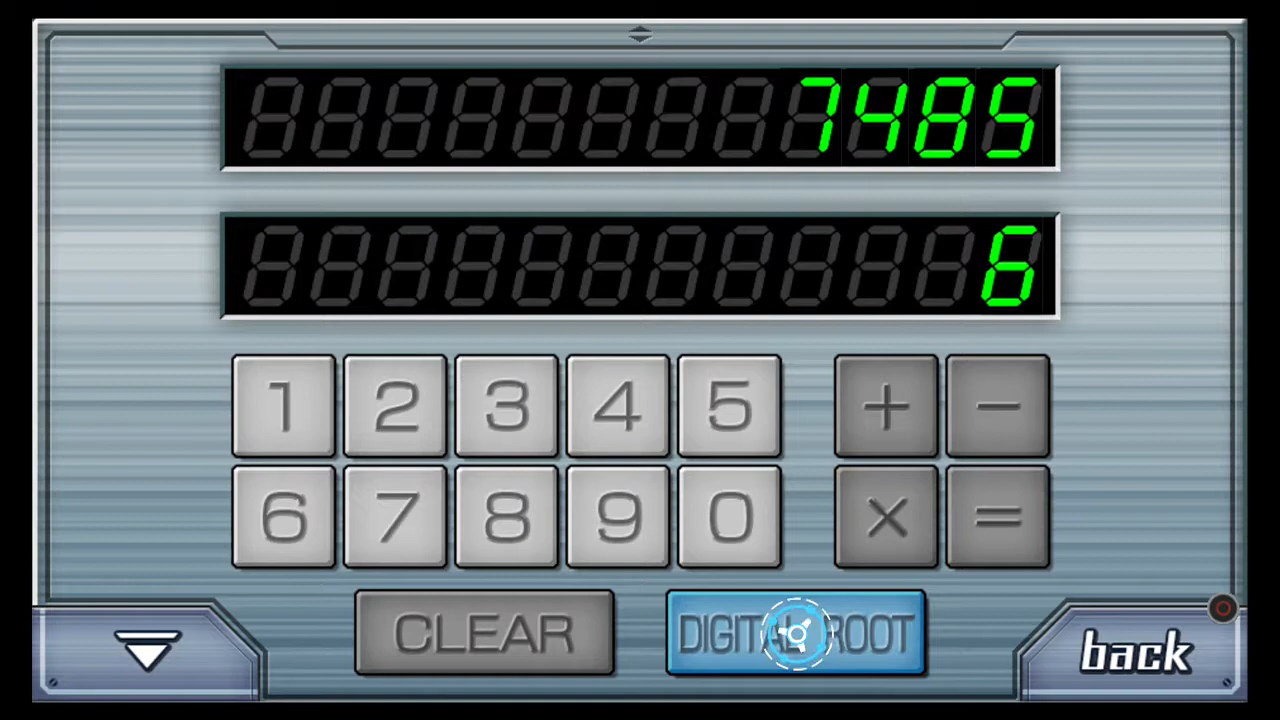 7485
6
1 2 3 4 5 + −
6 7 8 9 0 × =
CLEAR DIGITAL ROOT
back